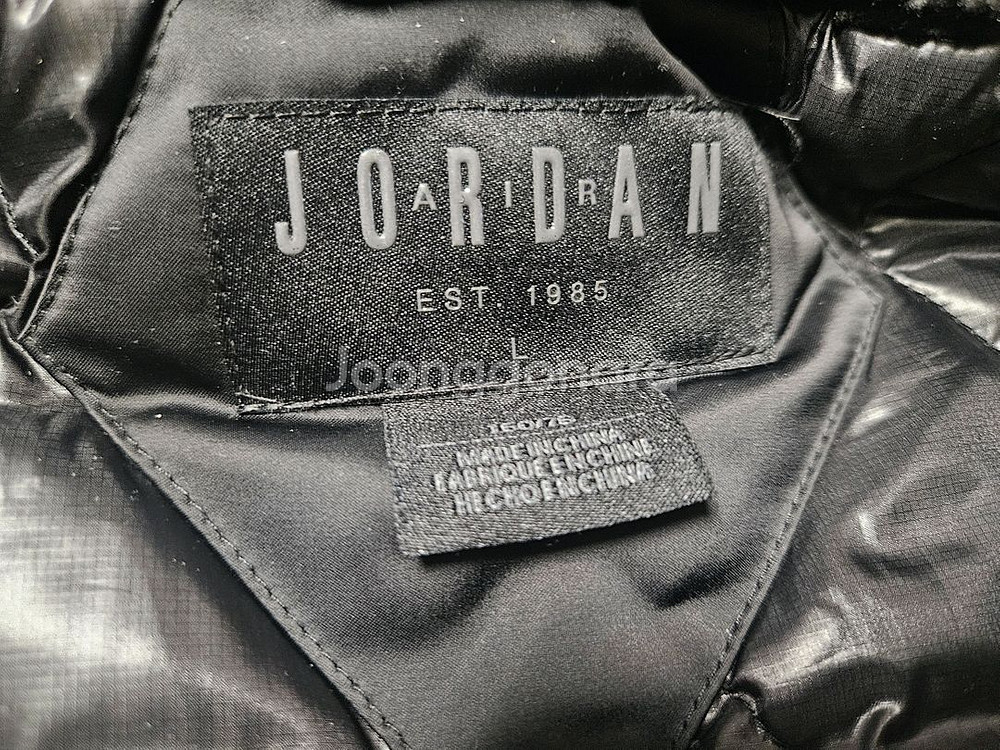 JORDAN
AIR
EST. 1985
L
150/76
MADE IN CHINA
FABRIQUE EN CHINE
HECHO EN CHINA